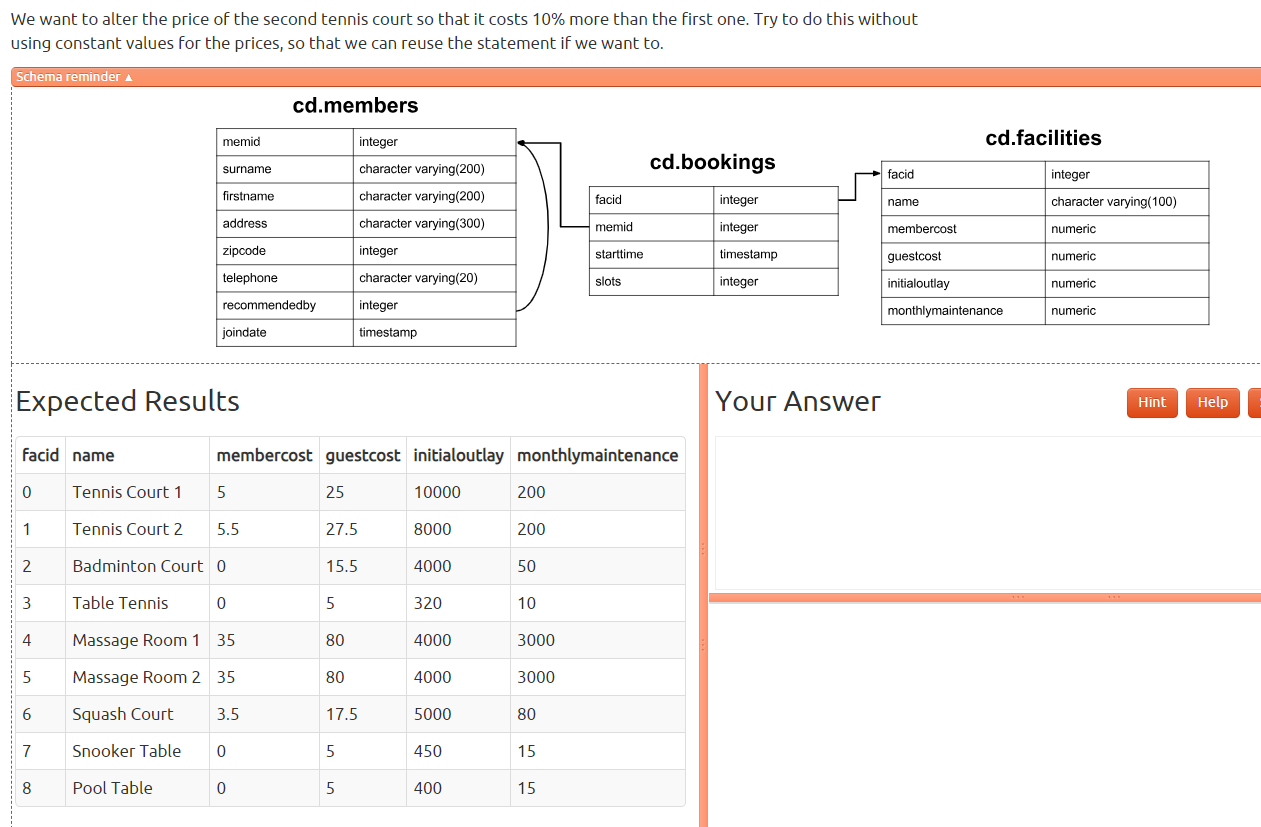 We want to alter the price of the second tennis court so that it costs 10% more than the first one. Try to do this without
using constant values for the prices, so that we can reuse the statement if we want to.
Schema reminder ▲
cd.members
memid integer
surname character varying(200)
firstname character varying(200)
address character varying(300)
zipcode integer
telephone character varying(20)
recommendedby integer
joindate timestamp
cd.bookings
facid integer
memid integer
starttime timestamp
slots integer
cd.facilities
facid integer
name character varying(100)
membercost numeric
guestcost numeric
initialoutlay numeric
monthlymaintenance numeric
Expected Results
facid name membercost guestcost initialoutlay monthlymaintenance
0 Tennis Court 1 5 25 10000 200
1 Tennis Court 2 5.5 27.5 8000 200
2 Badminton Court 0 15.5 4000 50
3 Table Tennis 0 5 320 10
4 Massage Room 1 35 80 4000 3000
5 Massage Room 2 35 80 4000 3000
6 Squash Court 3.5 17.5 5000 80
7 Snooker Table 0 5 450 15
8 Pool Table 0 5 400 15
Your Answer
Hint Help